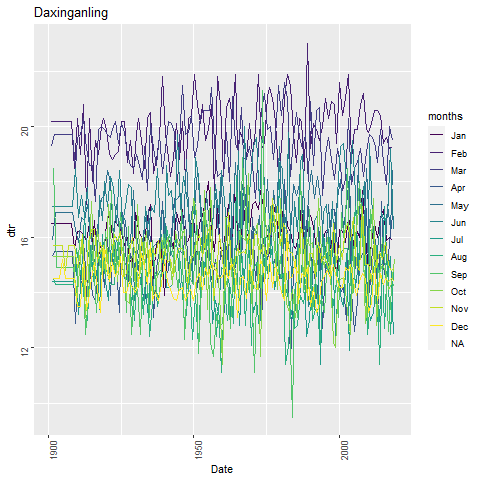 Daxinganling
20
16
12
dtr
1900
1950
2000
Date
months
Jan
Feb
Mar
Apr
May
Jun
Jul
Aug
Sep
Oct
Nov
Dec
NA